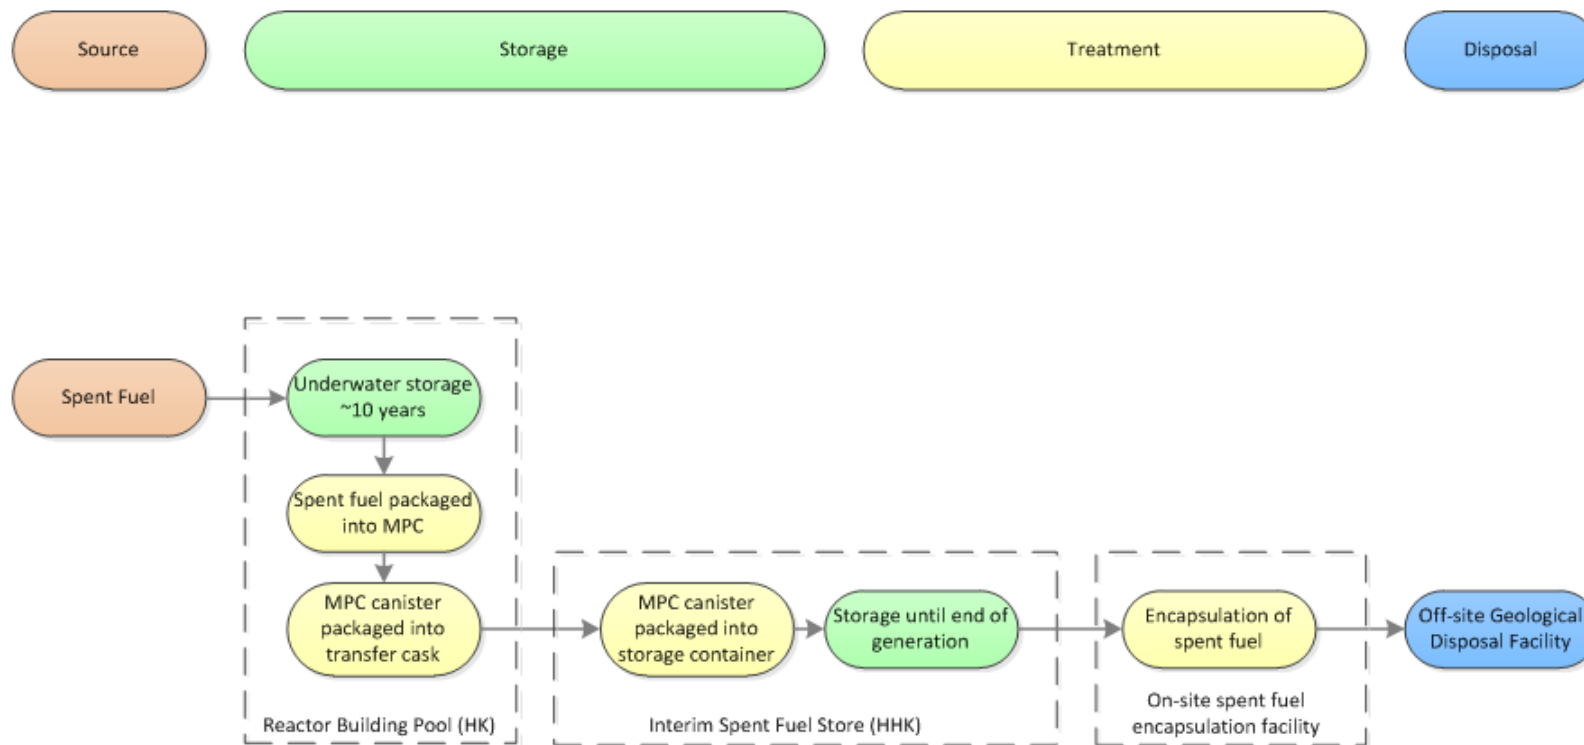 Source
Storage
Treatment
Disposal
Spent Fuel
Underwater storage
~10 years
Spent fuel packaged
into MPC
MPC canister
packaged into
transfer cask
Reactor Building Pool (HK)
MPC canister
packaged into
storage container
Storage until end of
generation
Interim Spent Fuel Store (HHK)
Encapsulation of
spent fuel
On-site spent fuel
encapsulation facility
Off-site Geological
Disposal Facility